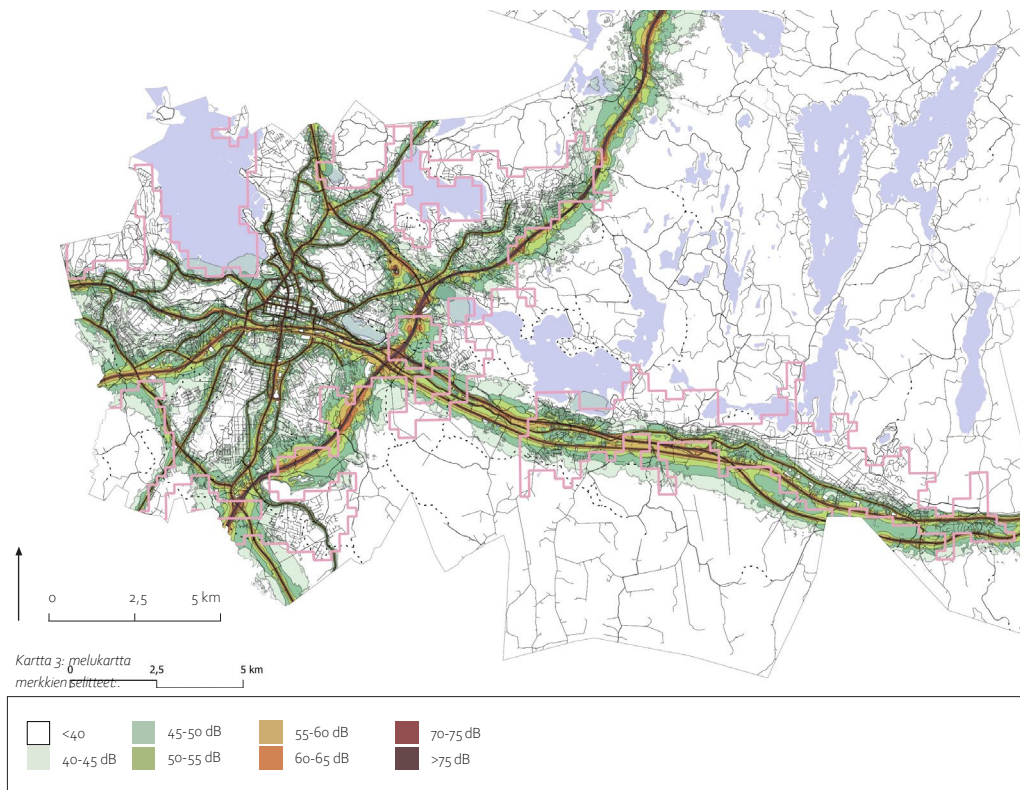 0 2,5 5 km
Kartta 3: melukartta
0 2,5 5 km
merkkien selitteet:.
<40 45-50 dB 55-60 dB 70-75 dB
40-45 dB 50-55 dB 60-65 dB >75 dB